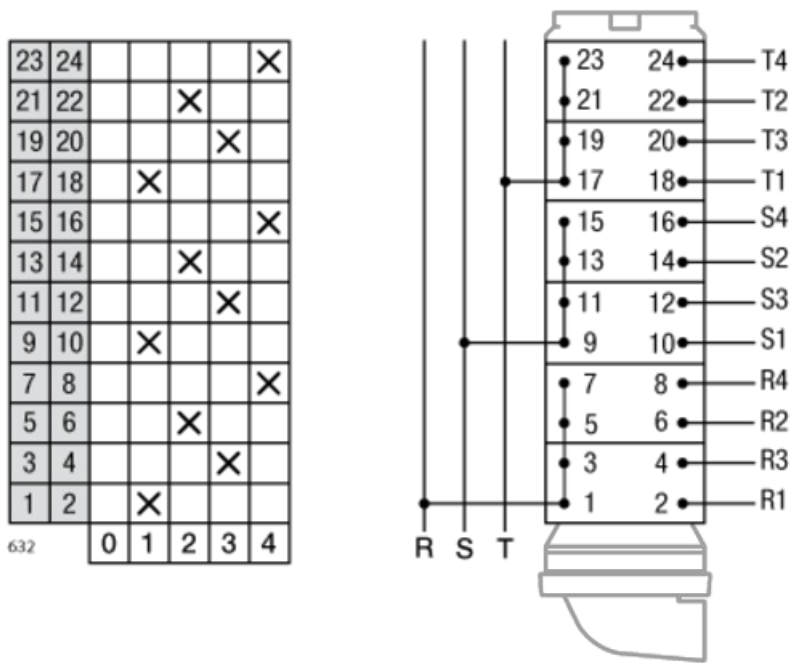 23 24 X
21 22 X
19 20 X
17 18 X
15 16 X
13 14 X
11 12 X
9 10 X
7 8 X
5 6 X
3 4 X
1 2 X
632 0 1 2 3 4
23 24 T4
21 22 T2
19 20 T3
17 18 T1
15 16 S4
13 14 S2
11 12 S3
9 10 S1
7 8 R4
5 6 R2
3 4 R3
1 2 R1
R S T